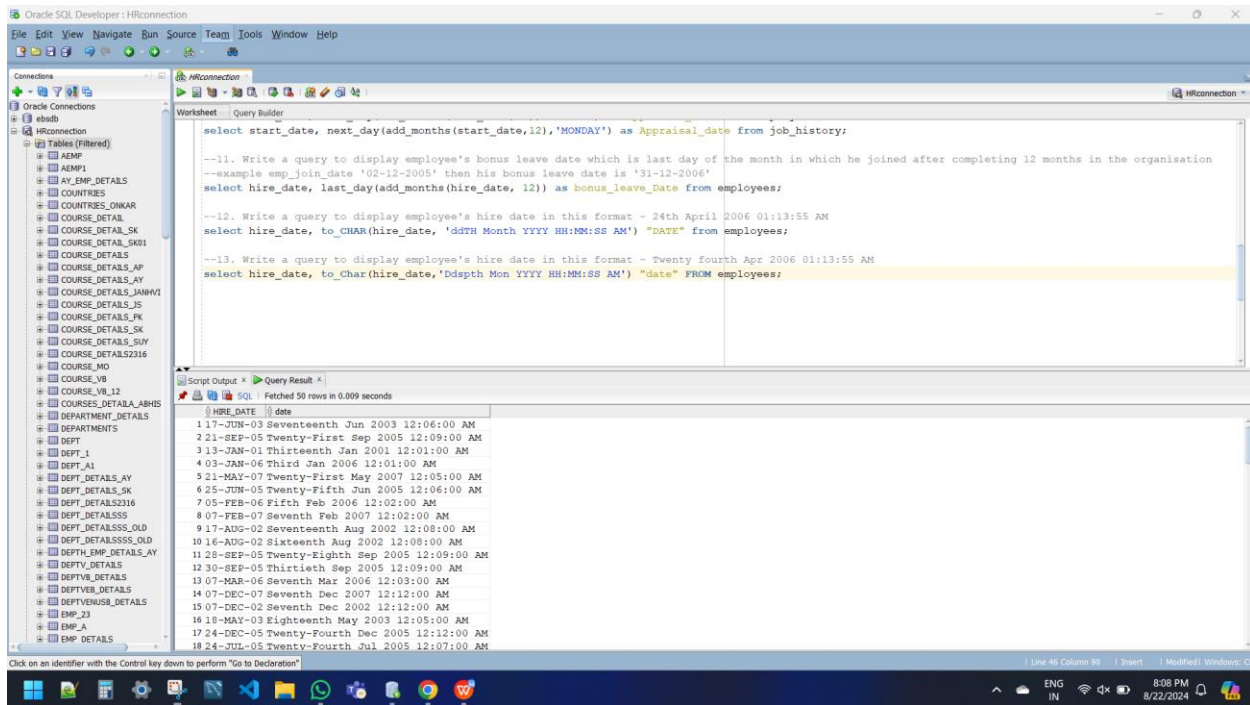 Oracle SQL Developer : HRconnection
File Edit View Navigate Run Source Team Tools Window Help
Connections
HRconnection
HRconnection
Worksheet Query Builder
Oracle Connections
ebsdb
HRconnection
Tables (Filtered)
AEMP
AEMP1
AY_EMP_DETAILS
COUNTRIES
COUNTRIES_ONKAR
COURSE_DETAIL
COURSE_DETAIL_SK
COURSE_DETAIL_SK01
COURSE_DETAILS
COURSE_DETAILS_AP
COURSE_DETAILS_AY
COURSE_DETAILS_JANHVI
COURSE_DETAILS_JS
COURSE_DETAILS_PK
COURSE_DETAILS_SK
COURSE_DETAILS_SUY
COURSE_DETAILS2316
COURSE_MO
COURSE_VB
COURSE_VB_12
COURSES_DETAILA_ABHIS
DEPARTMENT_DETAILS
DEPARTMENTS
DEPT
DEPT_1
DEPT_A1
DEPT_DETAILS_AY
DEPT_DETAILS_SK
DEPT_DETAILS2316
DEPT_DETAILSSS
DEPT_DETAILSSS_OLD
DEPT_DETAILSSSS_OLD
DEPTH_EMP_DETAILS_AY
DEPTV_DETAILS
DEPTVB_DETAILS
DEPTVEB_DETAILS
DEPTVENUSB_DETAILS
EMP_23
EMP_A
EMP_DETAILS
select start_date, next_day(add_months(start_date,12),'MONDAY') as Appraisal_date from job_history;
--11. Write a query to display employee's bonus leave date which is last day of the month in which he joined after completing 12 months in the organisation
--example emp_join_date '02-12-2005' then his bonus leave date is '31-12-2006'
select hire_date, last_day(add_months(hire_date, 12)) as bonus_leave_Date from employees;
--12. Write a query to display employee's hire date in this format - 24th April 2006 01:13:55 AM
select hire_date, to_CHAR(hire_date, 'ddTH Month YYYY HH:MM:SS AM') "DATE" from employees;
--13. Write a query to display employee's hire date in this format - Twenty fourth Apr 2006 01:13:55 AM
select hire_date, to_Char(hire_date,'Ddspth Mon YYYY HH:MM:SS AM') "date" FROM employees;
Script Output Query Result
SQL Fetched 50 rows in 0.009 seconds
HIRE_DATE date
1 17-JUN-03 Seventeenth Jun 2003 12:06:00 AM
2 21-SEP-05 Twenty-First Sep 2005 12:09:00 AM
3 13-JAN-01 Thirteenth Jan 2001 12:01:00 AM
4 03-JAN-06 Third Jan 2006 12:01:00 AM
5 21-MAY-07 Twenty-First May 2007 12:05:00 AM
6 25-JUN-05 Twenty-Fifth Jun 2005 12:06:00 AM
7 05-FEB-06 Fifth Feb 2006 12:02:00 AM
8 07-FEB-07 Seventh Feb 2007 12:02:00 AM
9 17-AUG-02 Seventeenth Aug 2002 12:08:00 AM
10 16-AUG-02 Sixteenth Aug 2002 12:08:00 AM
11 28-SEP-05 Twenty-Eighth Sep 2005 12:09:00 AM
12 30-SEP-05 Thirtieth Sep 2005 12:09:00 AM
13 07-MAR-06 Seventh Mar 2006 12:03:00 AM
14 07-DEC-07 Seventh Dec 2007 12:12:00 AM
15 07-DEC-02 Seventh Dec 2002 12:12:00 AM
16 18-MAY-03 Eighteenth May 2003 12:05:00 AM
17 24-DEC-05 Twenty-Fourth Dec 2005 12:12:00 AM
18 24-JUL-05 Twenty-Fourth Jul 2005 12:07:00 AM
Click on an identifier with the Control key down to perform "Go to Declaration"
Line 46 Column 90 Insert Modified Windows: C
ENG
IN
8:08 PM
8/22/2024